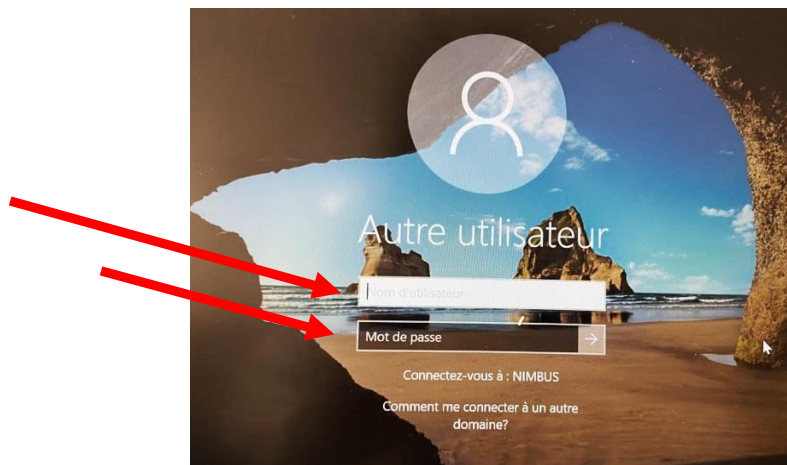 Autre utilisateur
Nom d'utilisateur
Mot de passe
Connectez-vous à : NIMBUS
Comment me connecter à un autre
domaine?